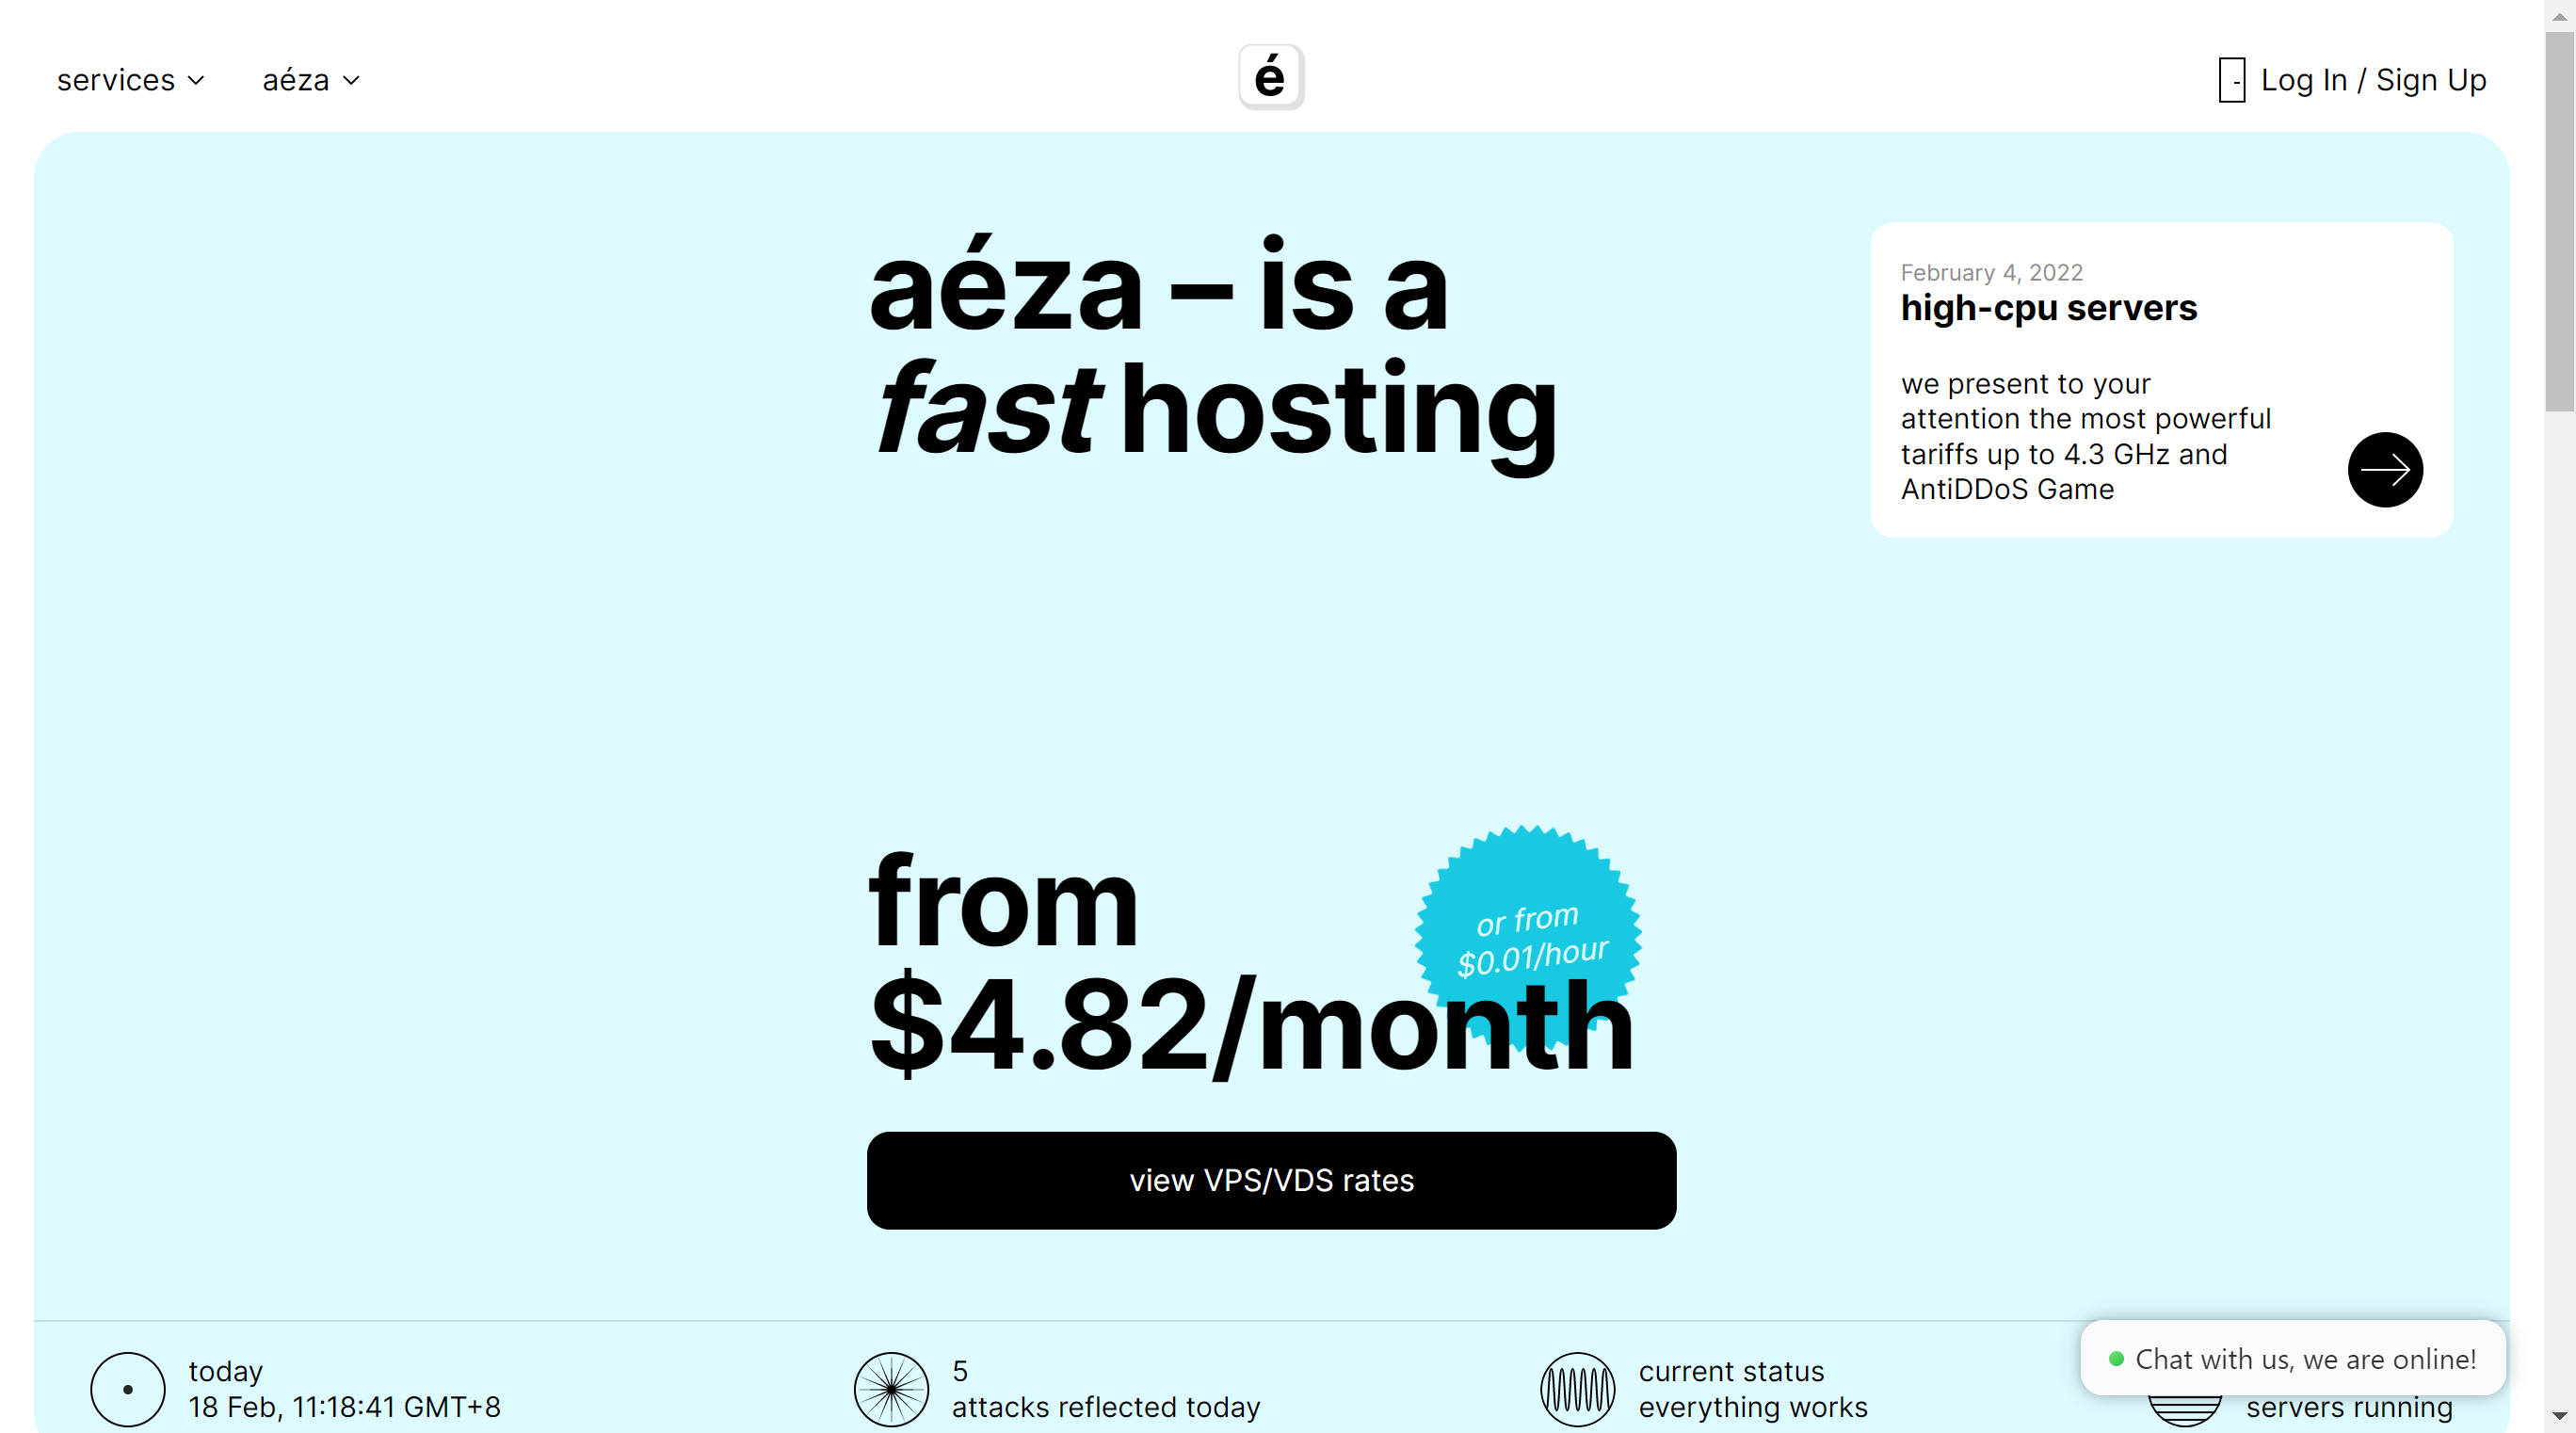 services
aéza
é
Log In / Sign Up
aéza – is a
fast hosting
February 4, 2022
high-cpu servers
we present to your
attention the most powerful
tariffs up to 4.3 GHz and
AntiDDoS Game
or from
$0.01/hour
from
$4.82/month
view VPS/VDS rates
today
18 Feb, 11:18:41 GMT+8
5
attacks reflected today
current status
everything works
Chat with us, we are online!
servers running